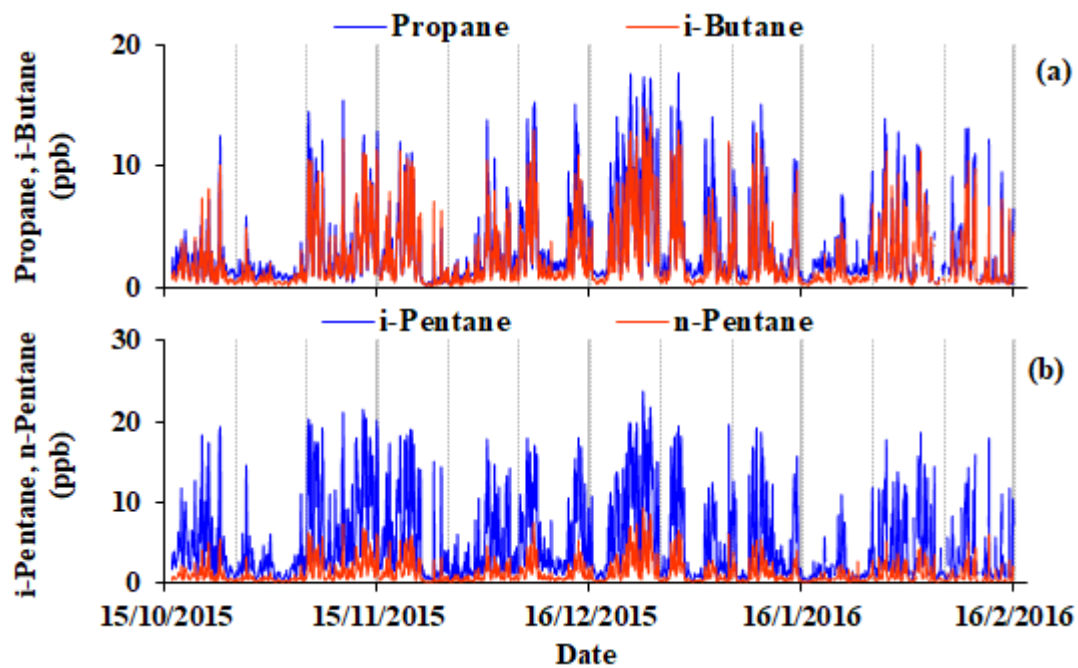 Propane i-Butane
20
10
0
Propane, i-Butane
(ppb)
(a)
i-Pentane n-Pentane
30
20
10
0
i-Pentane, n-Pentane
(ppb)
(b)
15/10/2015 15/11/2015 16/12/2015 16/1/2016 16/2/2016
Date